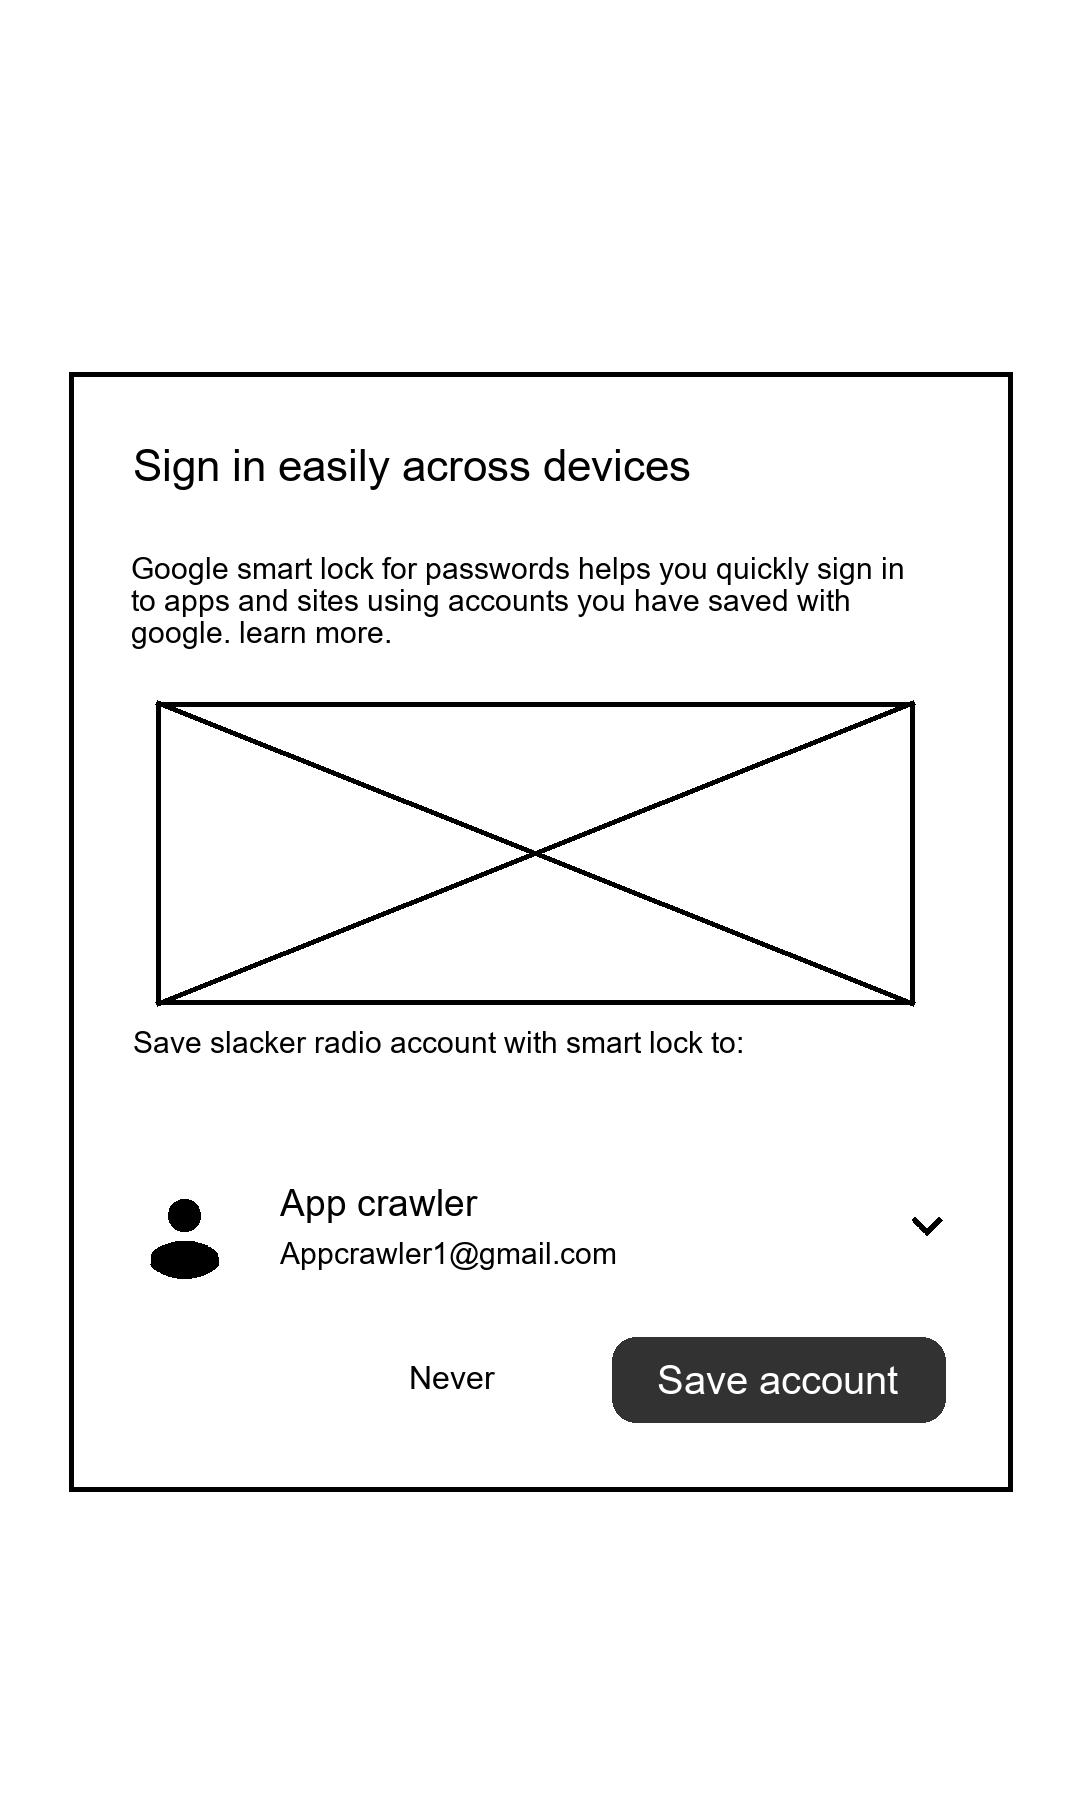 Sign in easily across devices
Google smart lock for passwords helps you quickly sign in
to apps and sites using accounts you have saved with
google. learn more.
Save slacker radio account with smart lock to:
App crawler
Appcrawler1@gmail.com
Never
Save account